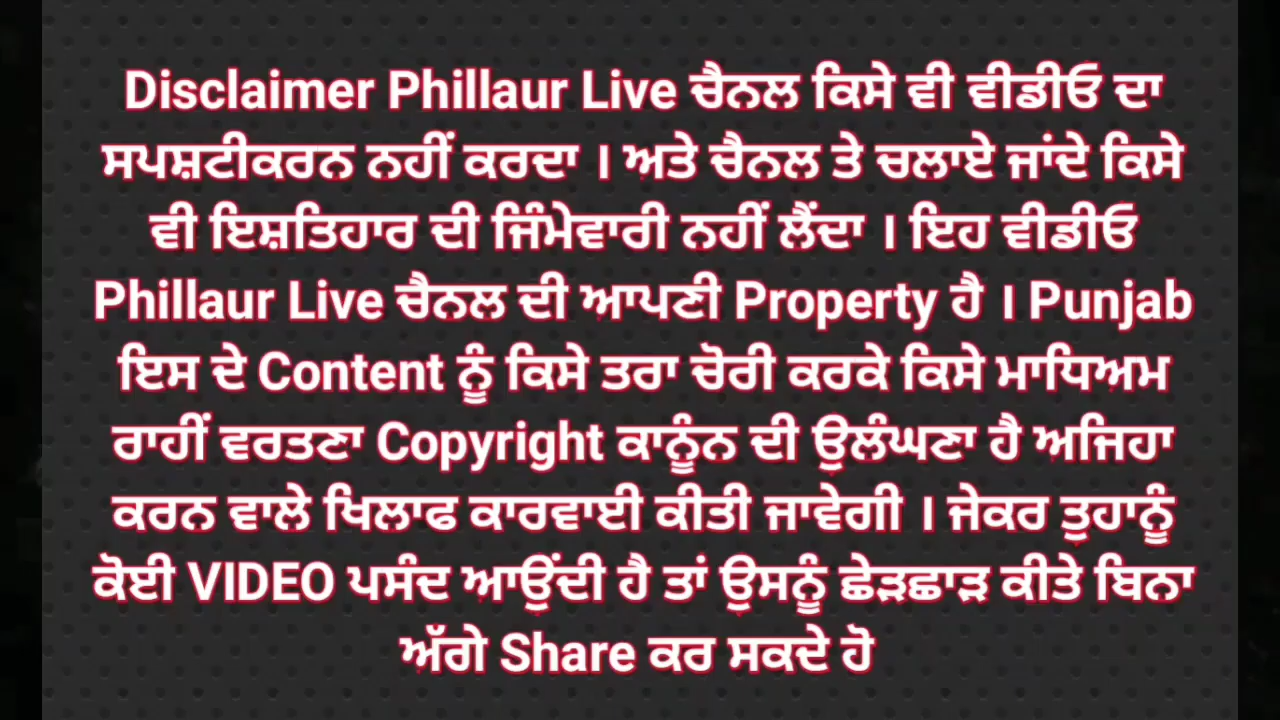 Disclaimer Phillaur Live ਚੈਨਲ ਕਿਸੇ ਵੀ ਵੀਡੀਓ ਦਾ
ਸਪਸ਼ਟੀਕਰਨ ਨਹੀਂ ਕਰਦਾ । ਅਤੇ ਚੈਨਲ ਤੇ ਚਲਾਏ ਜਾਂਦੇ ਕਿਸੇ
ਵੀ ਇਸ਼ਤਿਹਾਰ ਦੀ ਜਿੰਮੇਵਾਰੀ ਨਹੀਂ ਲੈਂਦਾ । ਇਹ ਵੀਡੀਓ
Phillaur Live ਚੈਨਲ ਦੀ ਆਪਣੀ Property ਹੈ । Punjab
ਇਸ ਦੇ Content ਨੂੰ ਕਿਸੇ ਤਰਾ ਚੋਰੀ ਕਰਕੇ ਕਿਸੇ ਮਾਧਿਅਮ
ਰਾਹੀਂ ਵਰਤਣਾ Copyright ਕਾਨੂੰਨ ਦੀ ਉਲੰਘਣਾ ਹੈ ਅਜਿਹਾ
ਕਰਨ ਵਾਲੇ ਖਿਲਾਫ ਕਾਰਵਾਈ ਕੀਤੀ ਜਾਵੇਗੀ । ਜੇਕਰ ਤੁਹਾਨੂੰ
ਕੋਈ VIDEO ਪਸੰਦ ਆਉਂਦੀ ਹੈ ਤਾਂ ਉਸਨੂੰ ਛੇੜਛਾੜ ਕੀਤੇ ਬਿਨਾ
ਅੱਗੇ Share ਕਰ ਸਕਦੇ ਹੋ